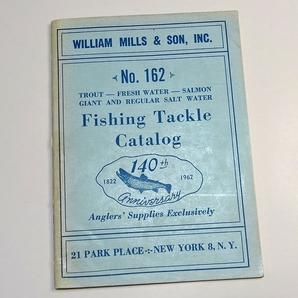 WILLIAM MILLS & SON, INC.
No. 162
TROUT — FRESH WATER — SALMON
GIANT AND REGULAR SALT WATER
Fishing Tackle
Catalog
140th
1822 1962
Anniversary
Anglers' Supplies Exclusively
21 PARK PLACE -:- NEW YORK 8, N. Y.